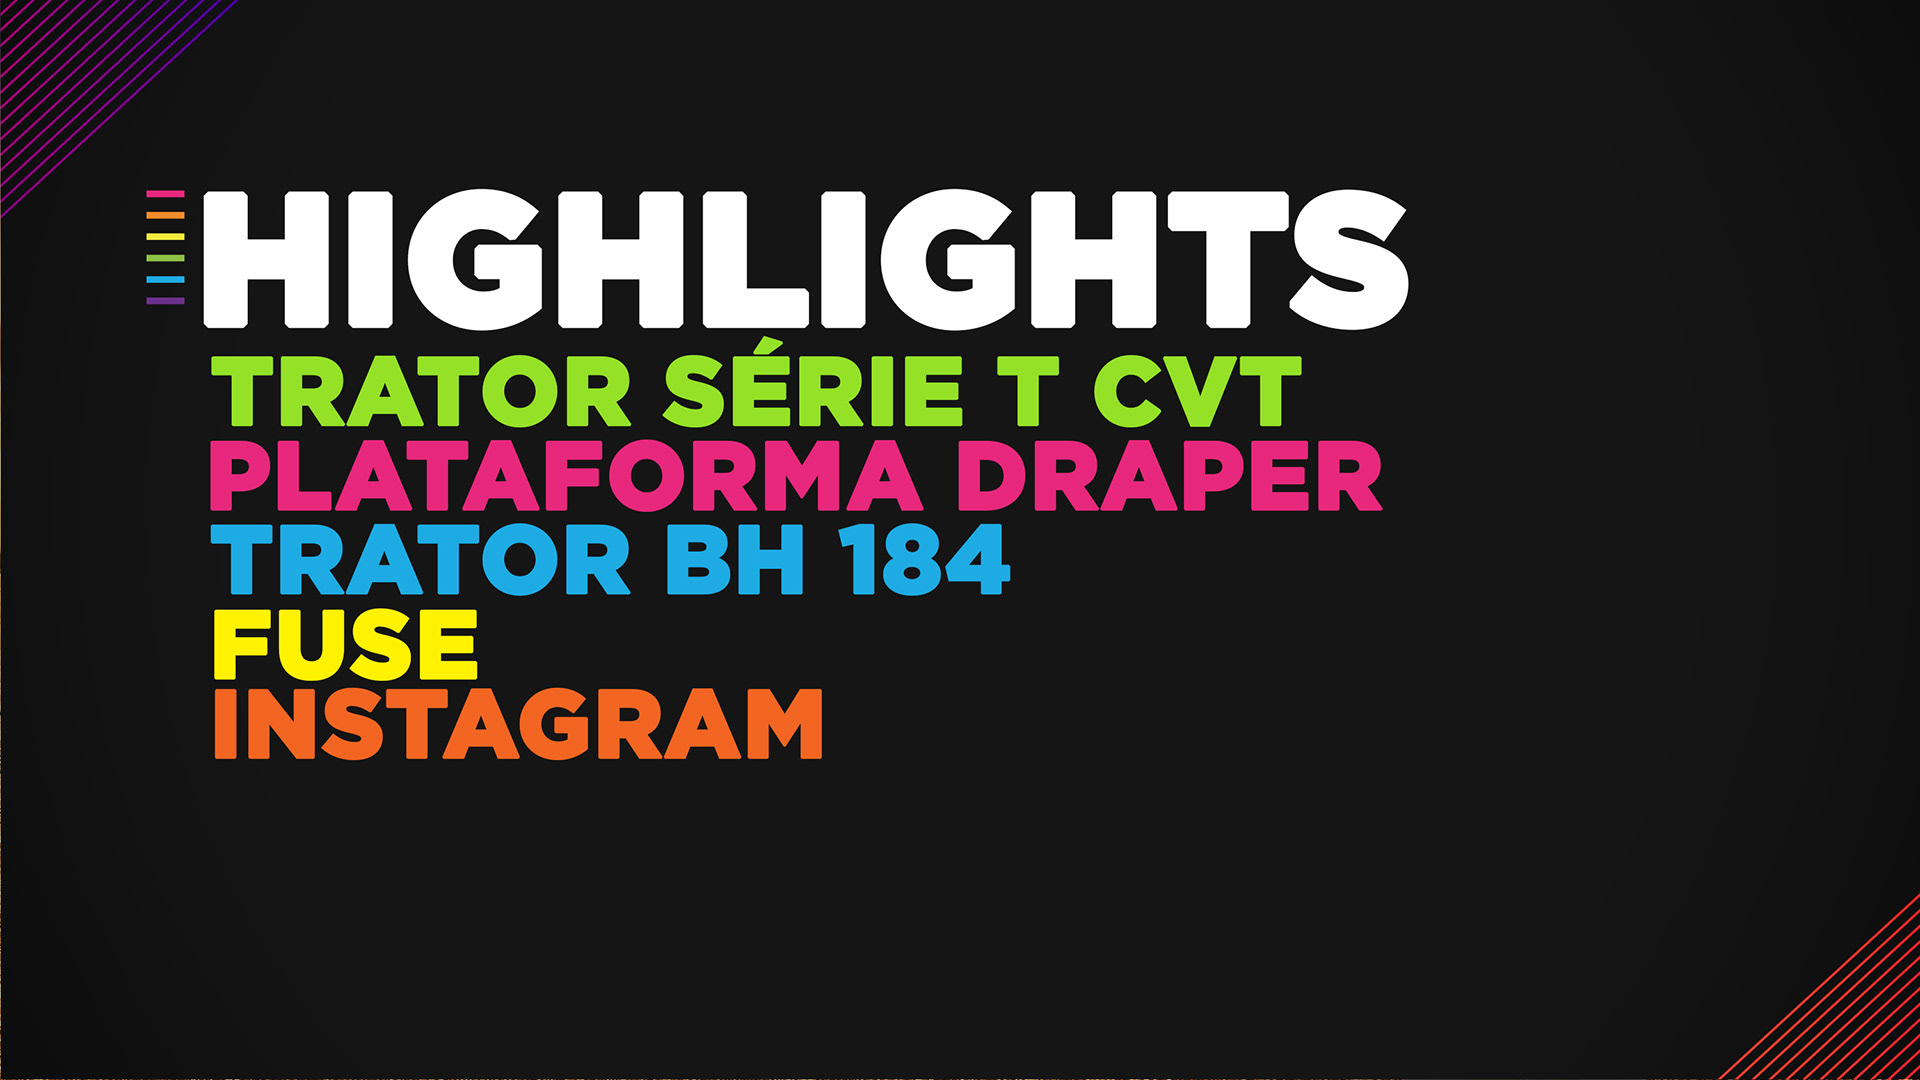 HIGHLIGHTS
TRATOR SÉRIE T CVT
PLATAFORMA DRAPER
TRATOR BH 184
FUSE
INSTAGRAM